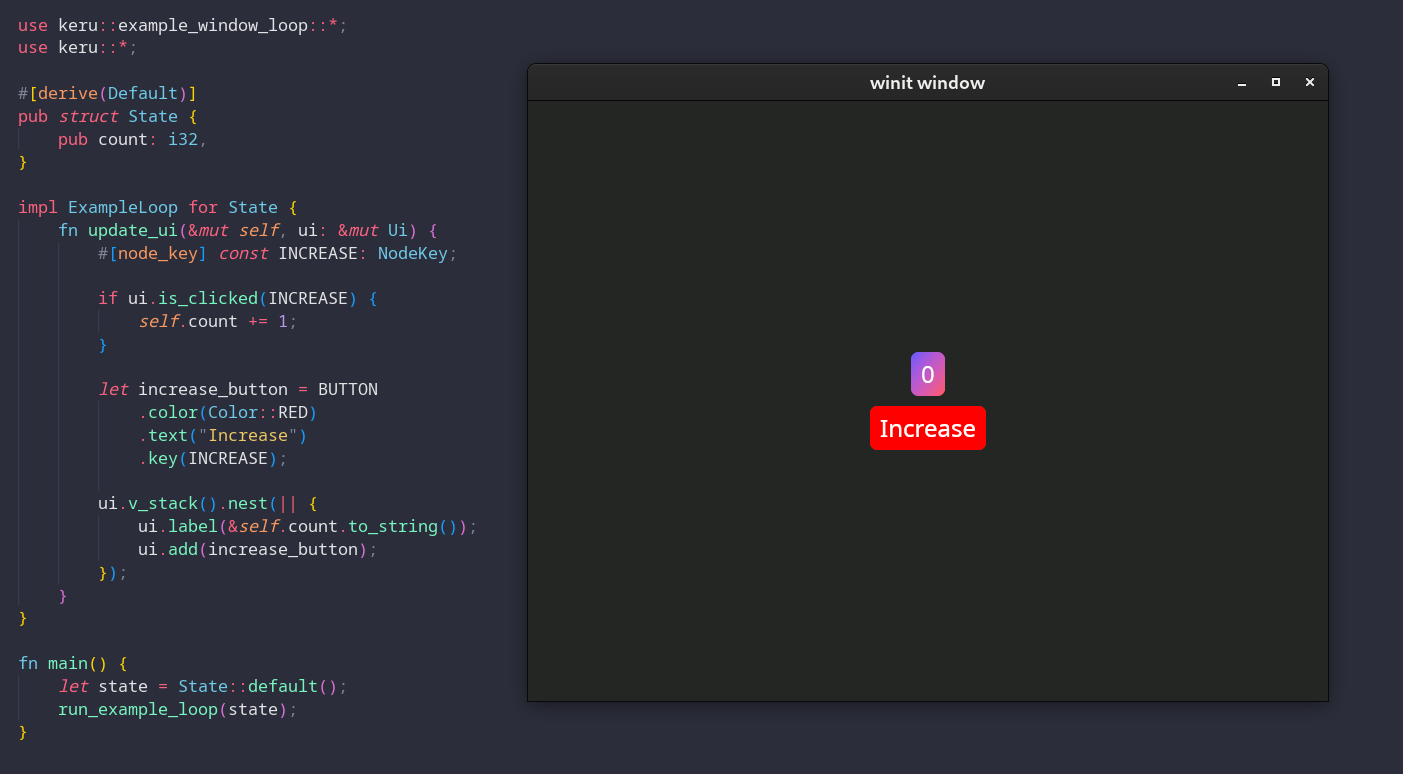 use keru::example_window_loop::*;
use keru::*;
#[derive(Default)]
pub struct State {
    pub count: i32,
}
impl ExampleLoop for State {
    fn update_ui(&mut self, ui: &mut Ui) {
        #[node_key] const INCREASE: NodeKey;
        if ui.is_clicked(INCREASE) {
            self.count += 1;
        }
        let increase_button = BUTTON
            .color(Color::RED)
            .text("Increase")
            .key(INCREASE);
        ui.v_stack().nest(|| {
            ui.label(&self.count.to_string());
            ui.add(increase_button);
        });
    }
}
fn main() {
    let state = State::default();
    run_example_loop(state);
}
winit window
0
Increase